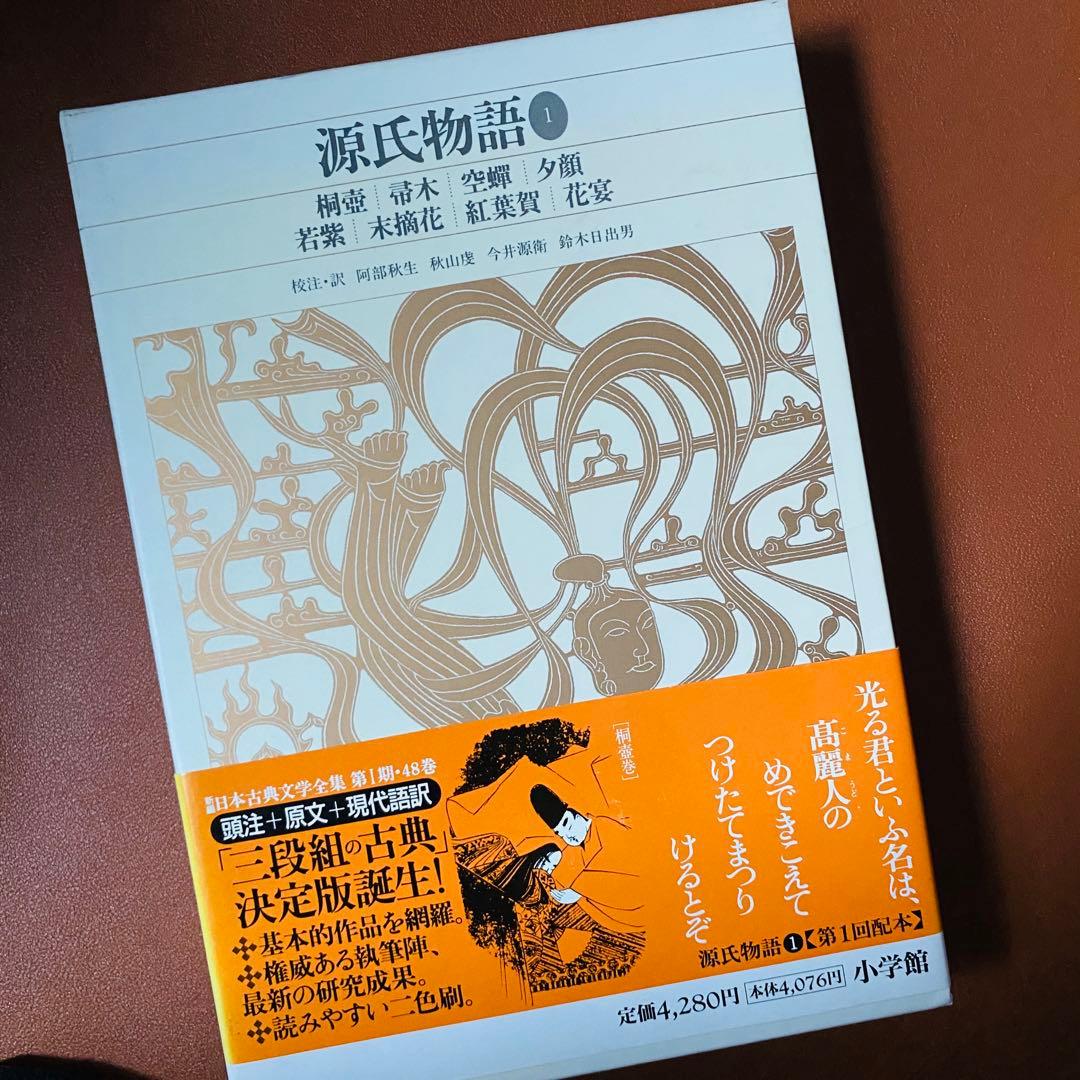 源氏物語 1
桐壺 帚木 空蟬 夕顔
若紫 末摘花 紅葉賀 花宴
校注・訳 阿部秋生 秋山虔 今井源衛 鈴木日出男
光る君といふ名は、
高麗人の
こまうど
めできこえて
つけたてまつり
けるとぞ
[桐壺巻]
新編日本古典文学全集 第Ⅰ期・48巻
頭注+原文+現代語訳
「三段組の古典」
決定版誕生!
基本的作品を網羅。
権威ある執筆陣、
最新の研究成果。
読みやすい二色刷。
源氏物語❶【第1回配本】
定価4,280円 本体4,076円 小学館